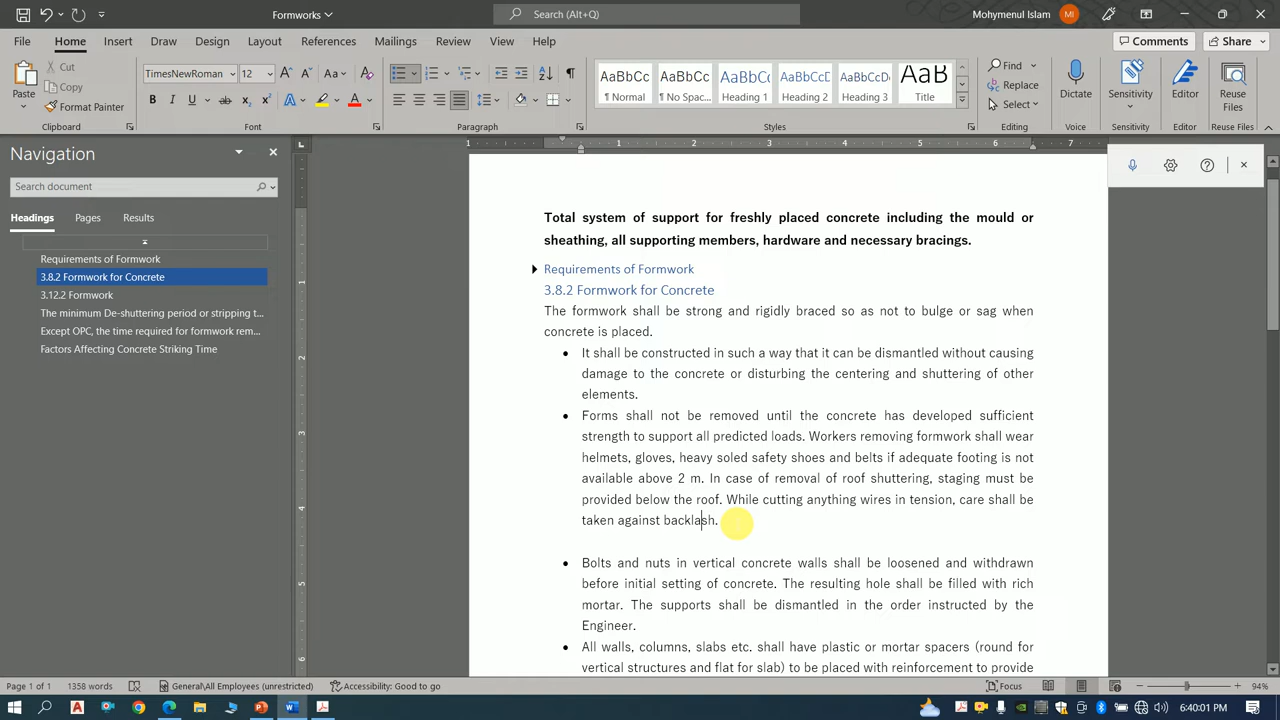 Formworks
Search (Alt+Q)
Mohymenul Islam
MI
File Home Insert Draw Design Layout References Mailings Review View Help
Comments
Share
Paste
Cut
Copy
Format Painter
Clipboard
TimesNewRoman
12
Font
Paragraph
AaBbCc AaBbCc AaBbC AaBbCcD AaBbCcD AaB
¶ Normal ¶ No Spac... Heading 1 Heading 2 Heading 3 Title
Styles
Find
Replace
Select
Editing
Dictate
Voice
Sensitivity
Sensitivity
Editor
Editor
Reuse Files
Reuse Files
Navigation
Search document
Headings Pages Results
Requirements of Formwork
3.8.2 Formwork for Concrete
3.12.2 Formwork
The minimum De-shuttering period or stripping t...
Except OPC, the time required for formwork rem...
Factors Affecting Concrete Striking Time
1 1 2 3 4 5 6 7
1
2
3
4
5
6
Total system of support for freshly placed concrete including the mould or
sheathing, all supporting members, hardware and necessary bracings.
Requirements of Formwork
3.8.2 Formwork for Concrete
The formwork shall be strong and rigidly braced so as not to bulge or sag when
concrete is placed.
• It shall be constructed in such a way that it can be dismantled without causing
damage to the concrete or disturbing the centering and shuttering of other
elements.
• Forms shall not be removed until the concrete has developed sufficient
strength to support all predicted loads. Workers removing formwork shall wear
helmets, gloves, heavy soled safety shoes and belts if adequate footing is not
available above 2 m. In case of removal of roof shuttering, staging must be
provided below the roof. While cutting anything wires in tension, care shall be
taken against backlash.
• Bolts and nuts in vertical concrete walls shall be loosened and withdrawn
before initial setting of concrete. The resulting hole shall be filled with rich
mortar. The supports shall be dismantled in the order instructed by the
Engineer.
• All walls, columns, slabs etc. shall have plastic or mortar spacers (round for
vertical structures and flat for slab) to be placed with reinforcement to provide
Page 1 of 1 1358 words General\All Employees (unrestricted) Accessibility: Good to go Focus 94%
6:40:01 PM